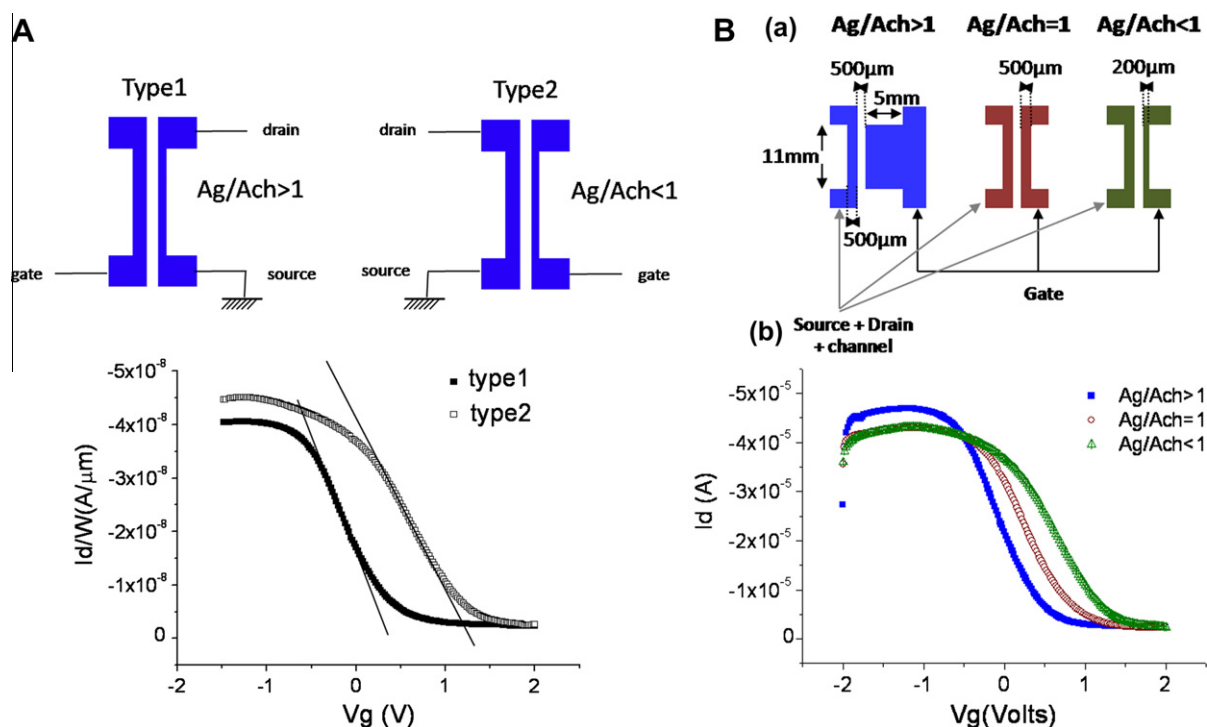 A
Type1
Type2
drain
drain
Ag/Ach>1
Ag/Ach<1
gate
source
source
gate
-5x10⁻⁸
-4x10⁻⁸
-3x10⁻⁸
-2x10⁻⁸
-1x10⁻⁸
0
Id/W(A/µm)
type1
type2
-2
-1
0
1
2
Vg (V)
B
(a)
Ag/Ach>1
Ag/Ach=1
Ag/Ach<1
500µm
500µm
200µm
5mm
11mm
500µm
Gate
Source + Drain
+ channel
(b)
-5x10⁻⁵
-4x10⁻⁵
-3x10⁻⁵
-2x10⁻⁵
-1x10⁻⁵
0
Id (A)
Ag/Ach>1
Ag/Ach=1
Ag/Ach<1
-2
-1
0
1
2
Vg(Volts)